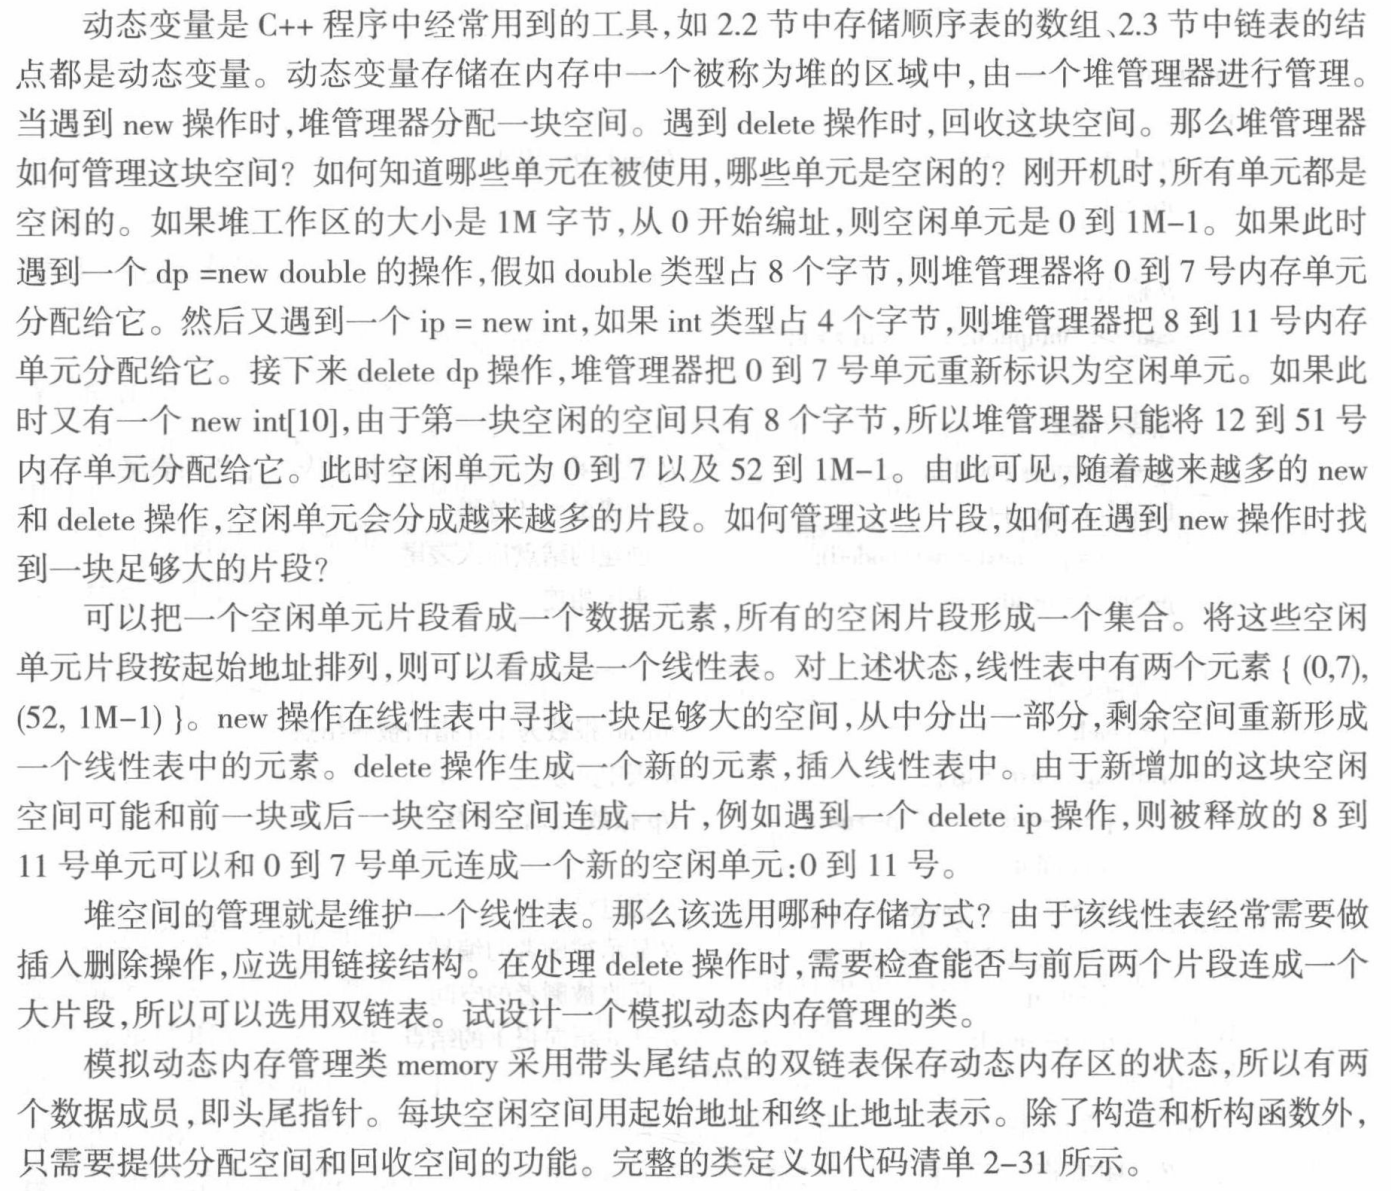 动态变量是 C++ 程序中经常用到的工具,如 2.2 节中存储顺序表的数组、2.3 节中链表的结
点都是动态变量。动态变量存储在内存中一个被称为堆的区域中,由一个堆管理器进行管理。
当遇到 new 操作时,堆管理器分配一块空间。遇到 delete 操作时,回收这块空间。那么堆管理器
如何管理这块空间?如何知道哪些单元在被使用,哪些单元是空闲的?刚开机时,所有单元都是
空闲的。如果堆工作区的大小是 1M 字节,从 0 开始编址,则空闲单元是 0 到 1M-1。如果此时
遇到一个 dp =new double 的操作,假如 double 类型占 8 个字节,则堆管理器将 0 到 7 号内存单元
分配给它。然后又遇到一个 ip = new int,如果 int 类型占 4 个字节,则堆管理器把 8 到 11 号内存
单元分配给它。接下来 delete dp 操作,堆管理器把 0 到 7 号单元重新标识为空闲单元。如果此
时又有一个 new int[10],由于第一块空闲的空间只有 8 个字节,所以堆管理器只能将 12 到 51 号
内存单元分配给它。此时空闲单元为 0 到 7 以及 52 到 1M-1。由此可见,随着越来越多的 new
和 delete 操作,空闲单元会分成越来越多的片段。如何管理这些片段,如何在遇到 new 操作时找
到一块足够大的片段?
可以把一个空闲单元片段看成一个数据元素,所有的空闲片段形成一个集合。将这些空闲
单元片段按起始地址排列,则可以看成是一个线性表。对上述状态,线性表中有两个元素 { (0,7),
(52, 1M-1) }。new 操作在线性表中寻找一块足够大的空间,从中分出一部分,剩余空间重新形成
一个线性表中的元素。delete 操作生成一个新的元素,插入线性表中。由于新增加的这块空闲
空间可能和前一块或后一块空闲空间连成一片,例如遇到一个 delete ip 操作,则被释放的 8 到
11 号单元可以和 0 到 7 号单元连成一个新的空闲单元:0 到 11 号。
堆空间的管理就是维护一个线性表。那么该选用哪种存储方式?由于该线性表经常需要做
插入删除操作,应选用链接结构。在处理 delete 操作时,需要检查能否与前后两个片段连成一个
大片段,所以可以选用双链表。试设计一个模拟动态内存管理的类。
模拟动态内存管理类 memory 采用带头尾结点的双链表保存动态内存区的状态,所以有两
个数据成员,即头尾指针。每块空闲空间用起始地址和终止地址表示。除了构造和析构函数外,
只需要提供分配空间和回收空间的功能。完整的类定义如代码清单 2-31 所示。